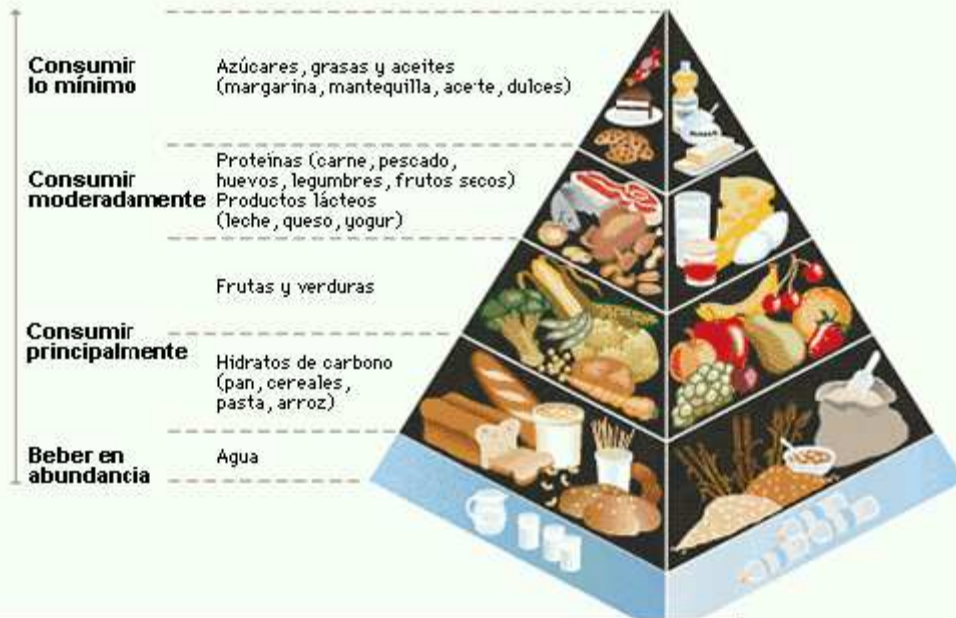 Consumir
lo mínimo
Azúcares, grasas y aceites
(margarina, mantequilla, aceite, dulces)
Consumir
moderadamente
Proteínas (carne, pescado,
huevos, legumbres, frutos secos)
Productos lácteos
(leche, queso, yogur)
Frutas y verduras
Consumir
principalmente
Hidratos de carbono
(pan, cereales,
pasta, arroz)
Beber en
abundancia
Agua